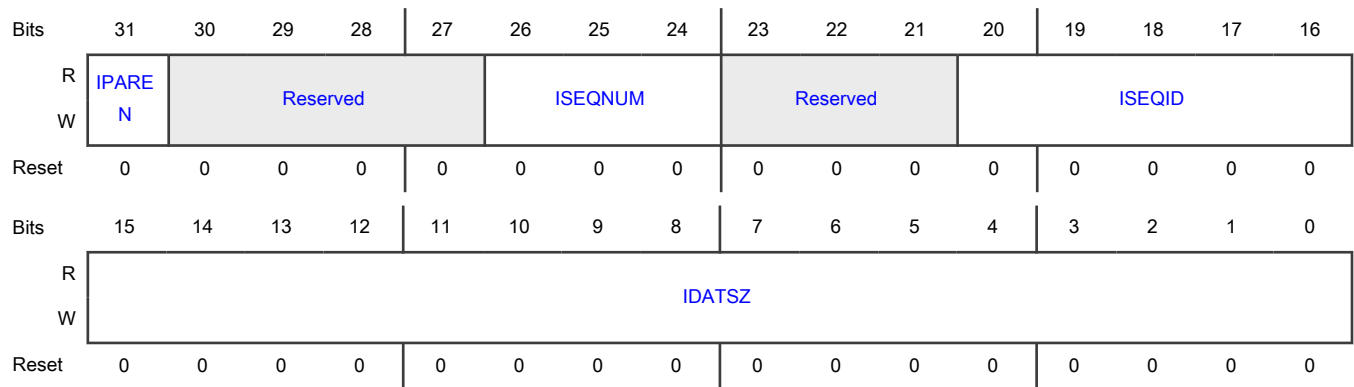 Bits 31 30 29 28 27 26 25 24 23 22 21 20 19 18 17 16
R
IPARE
N
Reserved ISEQNUM Reserved ISEQID
W
Reset 0 0 0 0 0 0 0 0 0 0 0 0 0 0 0 0
Bits 15 14 13 12 11 10 9 8 7 6 5 4 3 2 1 0
R
IDATSZ
W
Reset 0 0 0 0 0 0 0 0 0 0 0 0 0 0 0 0